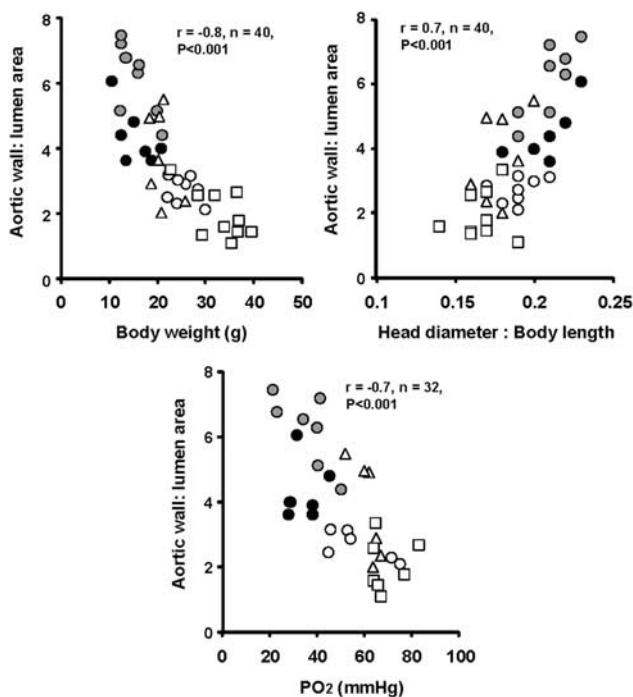 8
r = -0.8, n = 40,
P<0.001
6
4
2
0
Aortic wall: lumen area
0 10 20 30 40 50
Body weight (g)
8
r = 0.7, n = 40,
P<0.001
6
4
2
0
Aortic wall: lumen area
0.1 0.15 0.2 0.25
Head diameter : Body length
8
r = -0.7, n = 32,
P<0.001
6
4
2
0
Aortic wall: lumen area
0 20 40 60 80 100
PO2 (mmHg)